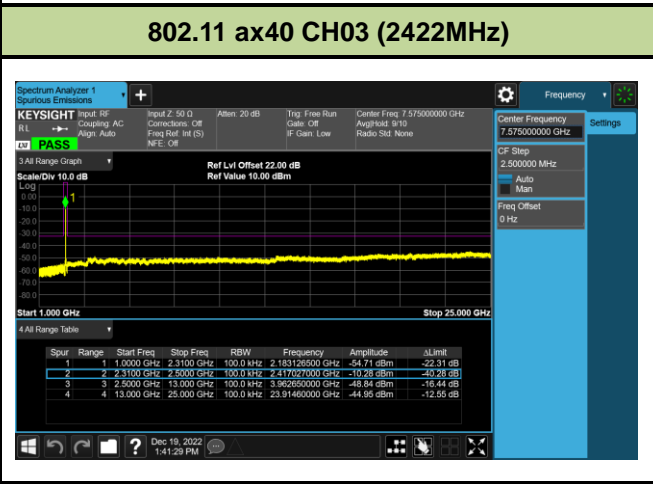 802.11 ax40 CH03 (2422MHz)
Spectrum Analyzer 1
Spurious Emissions
Frequency
KEYSIGHT
RL
LXI
PASS
Input: RF
Coupling: AC
Align: Auto
Input Z: 50 Ω
Corrections: Off
Freq Ref: Int (S)
NFE: Off
Atten: 20 dB
Trig: Free Run
Gate: Off
IF Gain: Low
Center Freq: 7.575000000 GHz
Avg|Hold: 9/10
Radio Std: None
Center Frequency
7.575000000 GHz
Settings
CF Step
2.500000 MHz
Auto
Man
Freq Offset
0 Hz
3 All Range Graph
Scale/Div 10.0 dB
Ref Lvl Offset 22.00 dB
Ref Value 10.00 dBm
Log
1
0.00
-10.0
-20.0
-30.0
-40.0
-50.0
-60.0
-70.0
-80.0
Start 1.000 GHz
Stop 25.000 GHz
4 All Range Table
Spur Range Start Freq Stop Freq RBW Frequency Amplitude ΔLimit
1 1 1.0000 GHz 2.3100 GHz 100.0 kHz 2.183126500 GHz -54.71 dBm -22.31 dB
2 2 2.3100 GHz 2.5000 GHz 100.0 kHz 2.417027000 GHz -10.28 dBm -40.28 dB
3 3 2.5000 GHz 13.000 GHz 100.0 kHz 3.962650000 GHz -48.84 dBm -16.44 dB
4 4 13.000 GHz 25.000 GHz 100.0 kHz 23.91460000 GHz -44.95 dBm -12.55 dB
Dec 19, 2022
1:41:29 PM